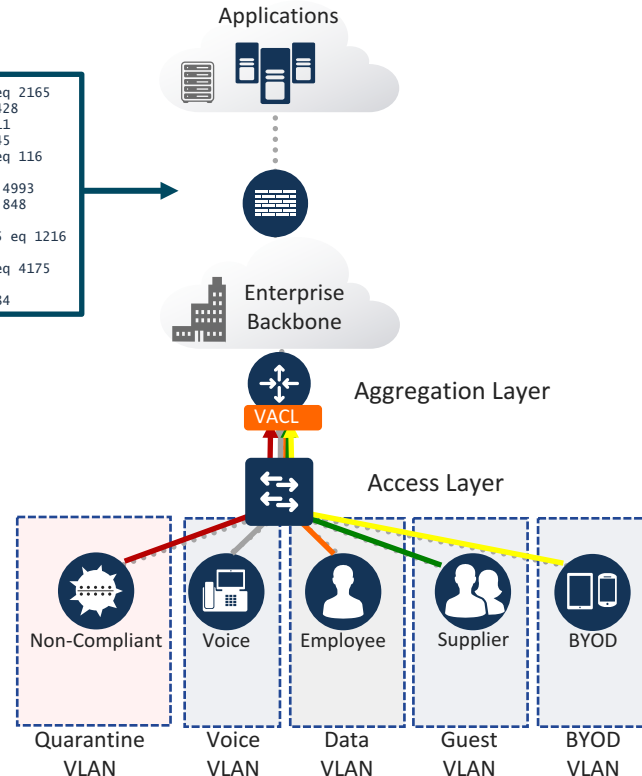 Applications
eq 2165
428
11
45
eq 116
4993
848
eq 1216
eq 4175
34
Enterprise
Backbone
Aggregation Layer
VACL
Access Layer
Non-Compliant
Voice
Employee
Supplier
BYOD
Quarantine
VLAN
Voice
VLAN
Data
VLAN
Guest
VLAN
BYOD
VLAN